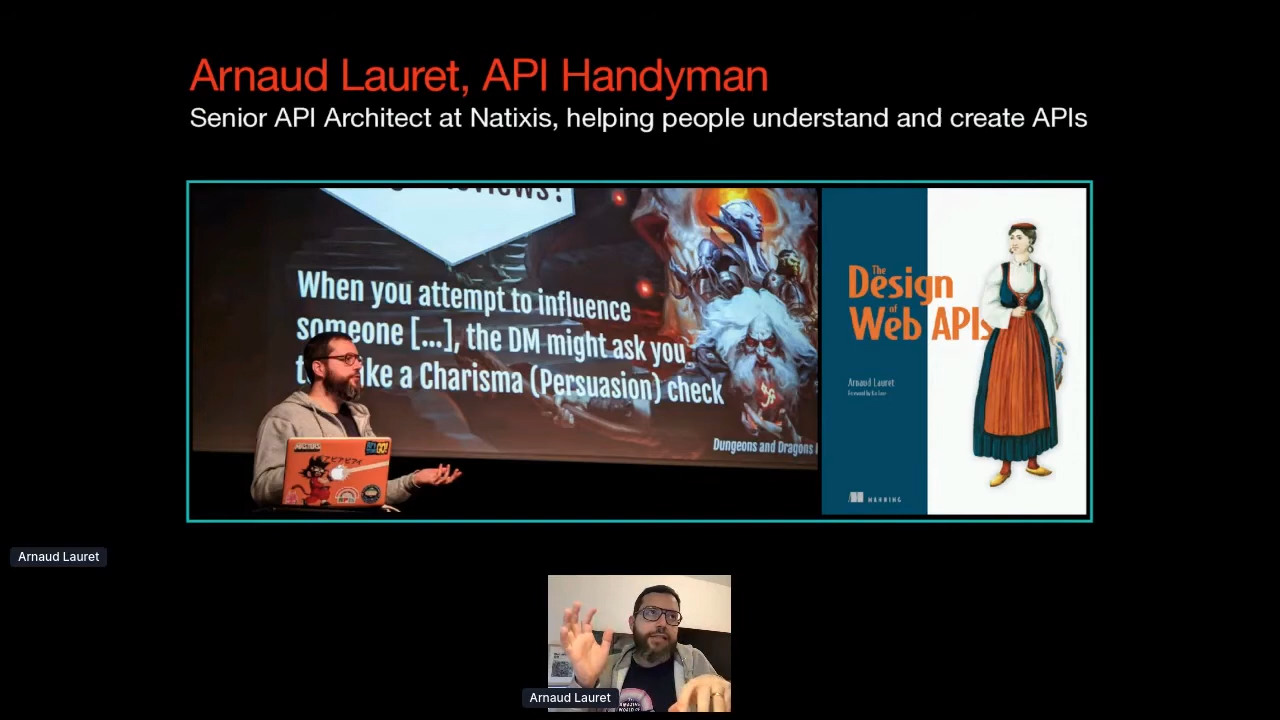 Arnaud Lauret, API Handyman
Senior API Architect at Natixis, helping people understand and create APIs
When you attempt to influence
someone [...], the DM might ask you
make a Charisma (Persuasion) check
Dungeons and Dragons
The
Design
of
Web APIs
Arnaud Lauret
MANNING
Arnaud Lauret
Arnaud Lauret